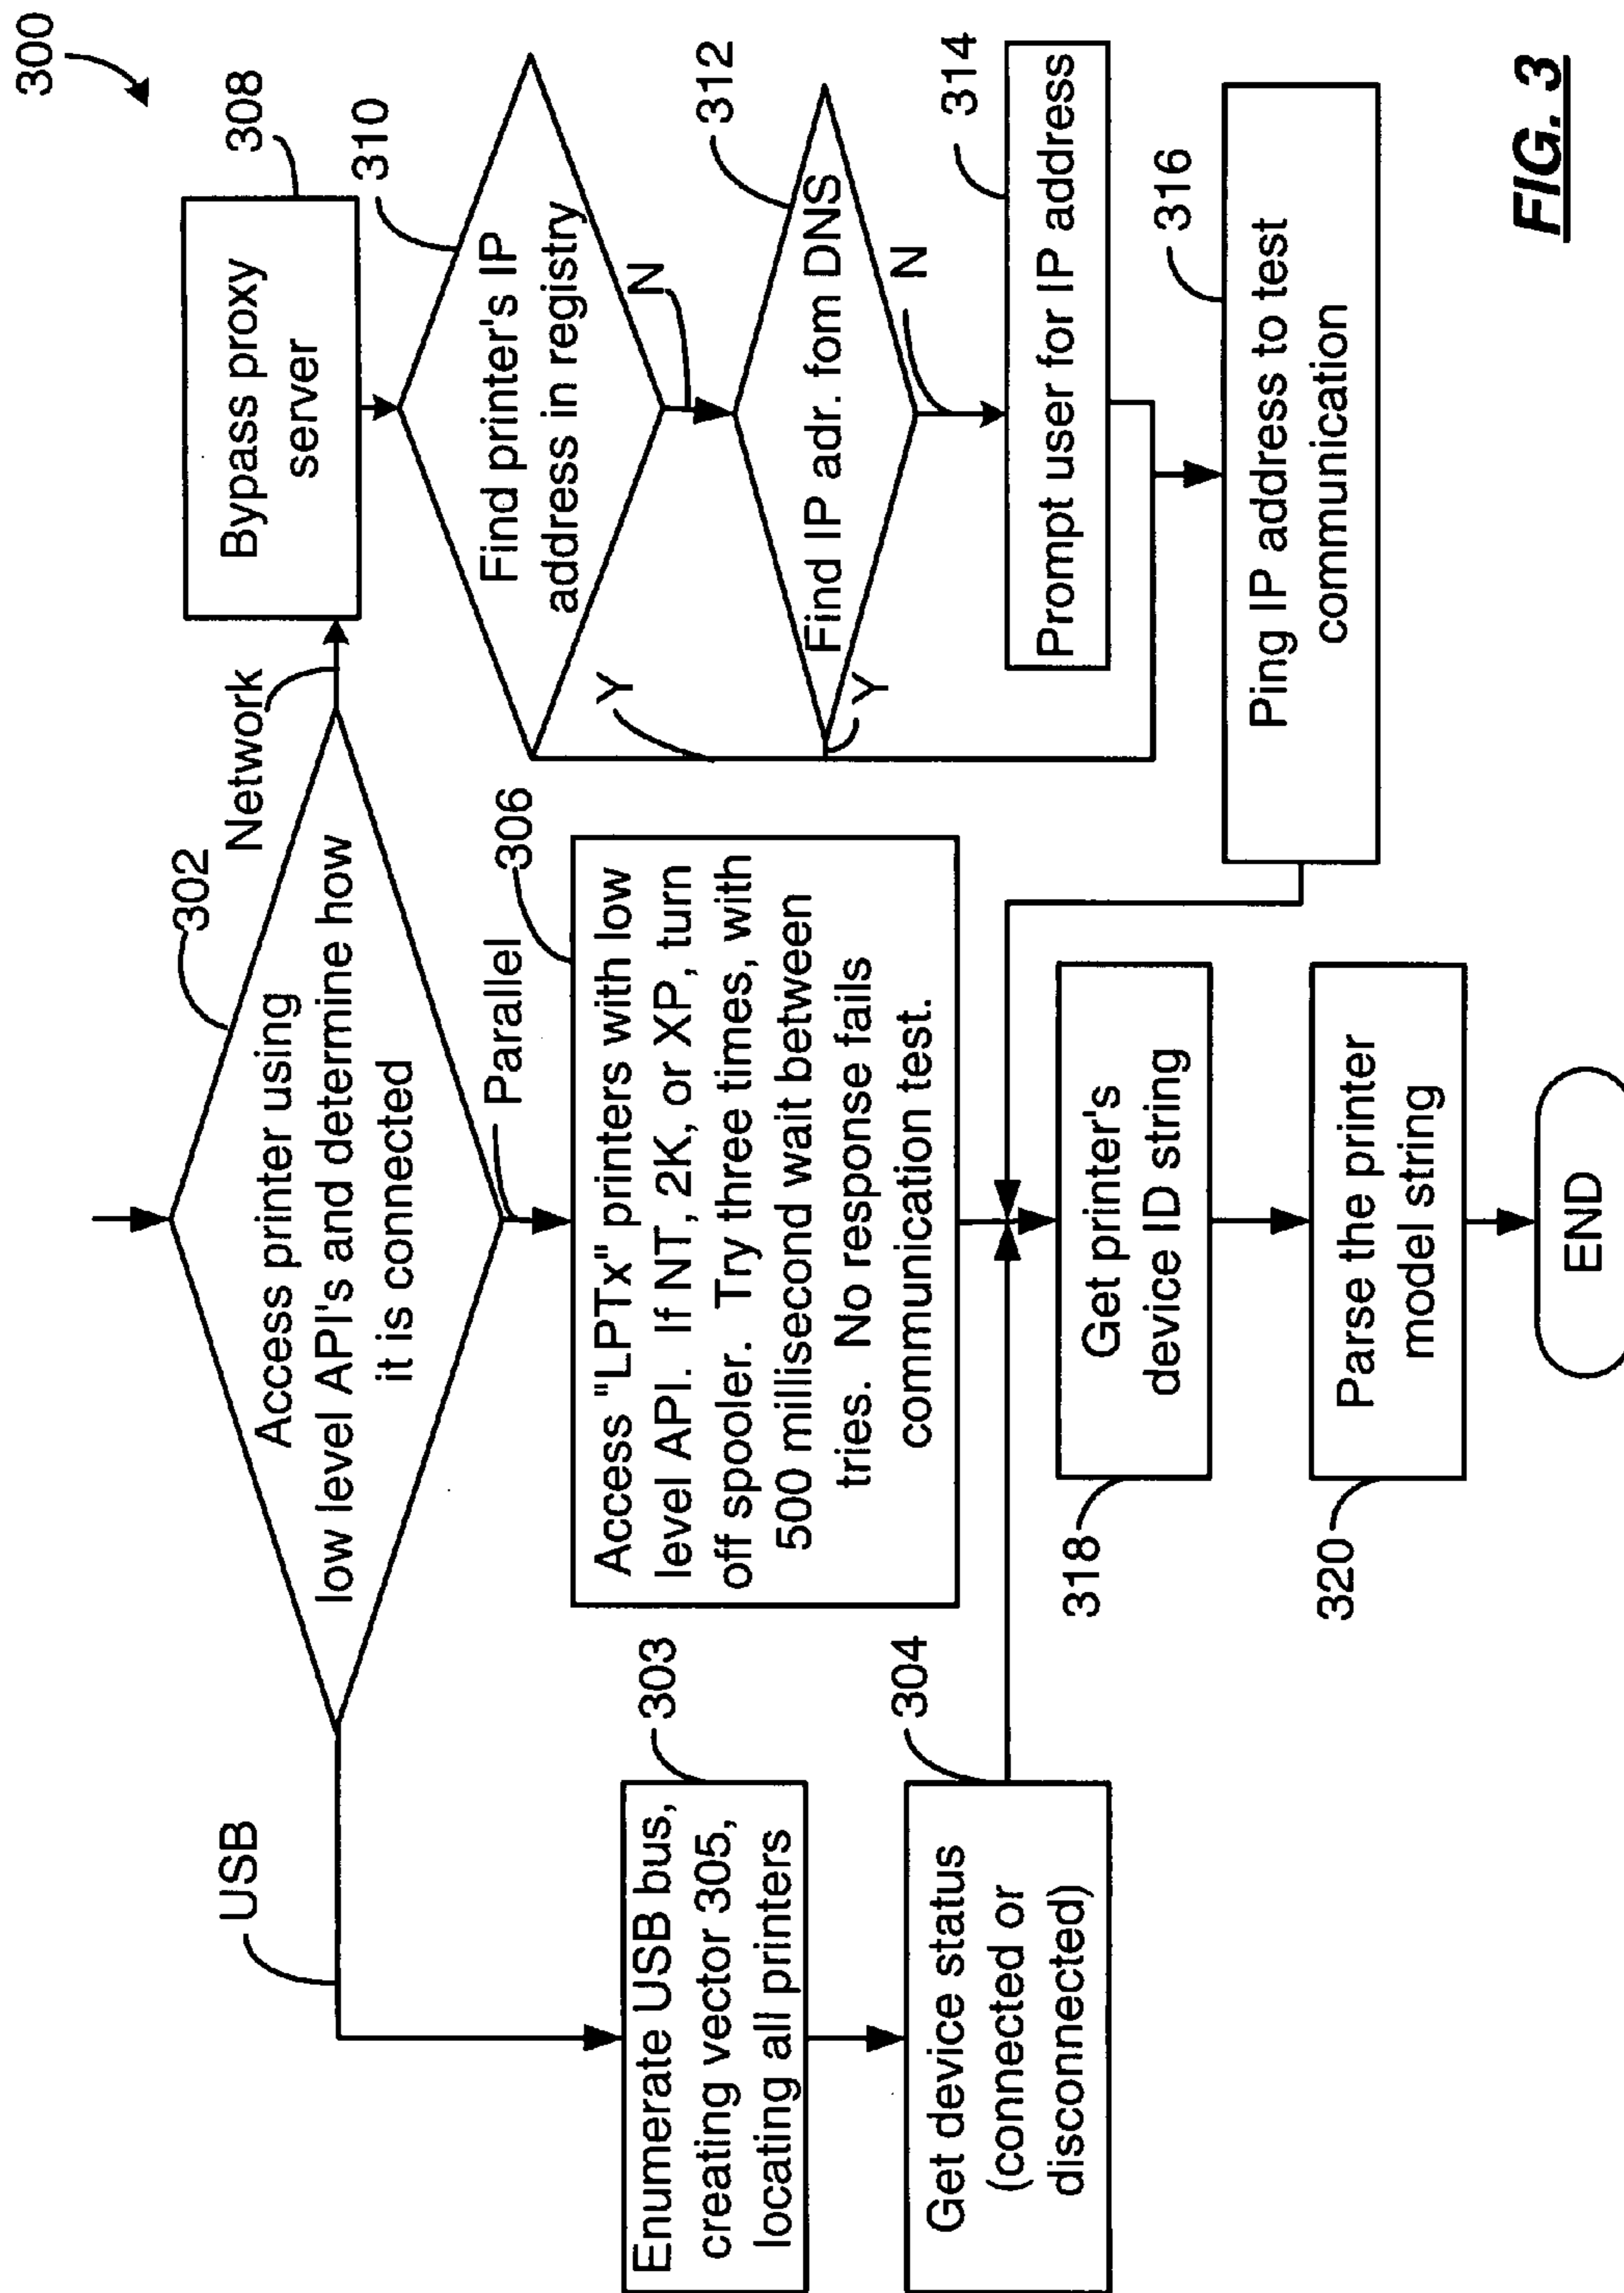 300
302
Access printer using
low level API's and determine how
it is connected
USB
Network
Parallel
303
Enumerate USB bus,
creating vector 305,
locating all printers
304
Get device status
(connected or
disconnected)
306
Access "LPTx" printers with low
level API. If NT, 2K, or XP, turn
off spooler. Try three times, with
500 millisecond wait between
tries. No response fails
communication test.
308
Bypass proxy
server
310
Find printer's IP
address in registry
N
Y
312
Find IP adr. fom DNS
Y
N
314
Prompt user for IP address
316
Ping IP address to test
communication
318
Get printer's
device ID string
320
Parse the printer
model string
END
FIG. 3